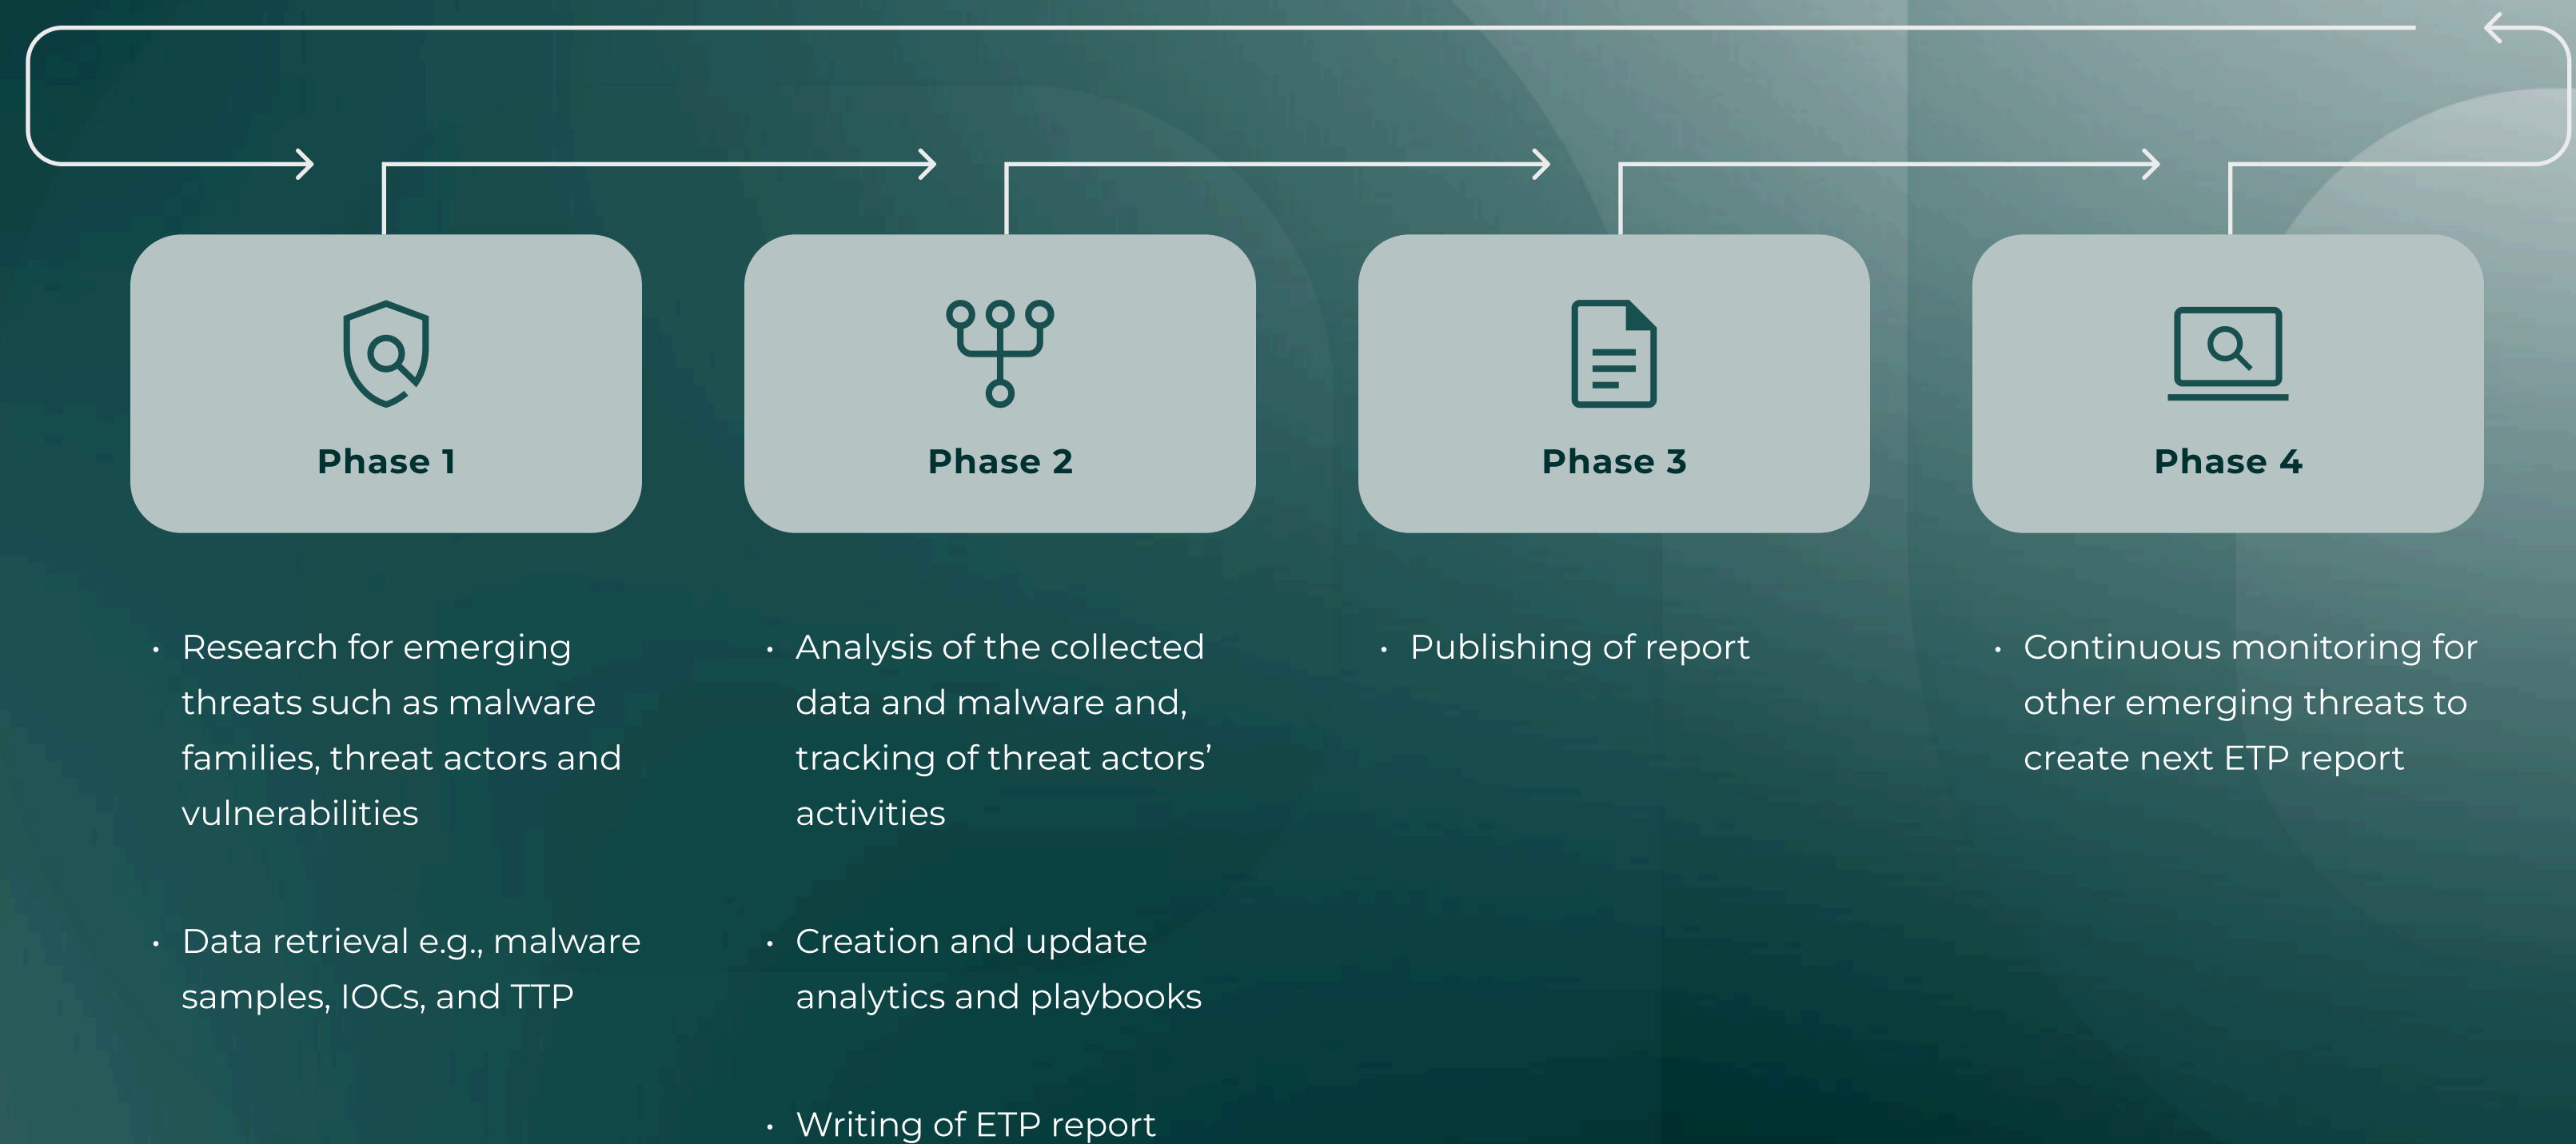 Phase 1
Phase 2
Phase 3
Phase 4
• Research for emerging
threats such as malware
families, threat actors and
vulnerabilities
• Data retrieval e.g., malware
samples, IOCs, and TTP
• Analysis of the collected
data and malware and,
tracking of threat actors’
activities
• Creation and update
analytics and playbooks
• Writing of ETP report
• Publishing of report
• Continuous monitoring for
other emerging threats to
create next ETP report